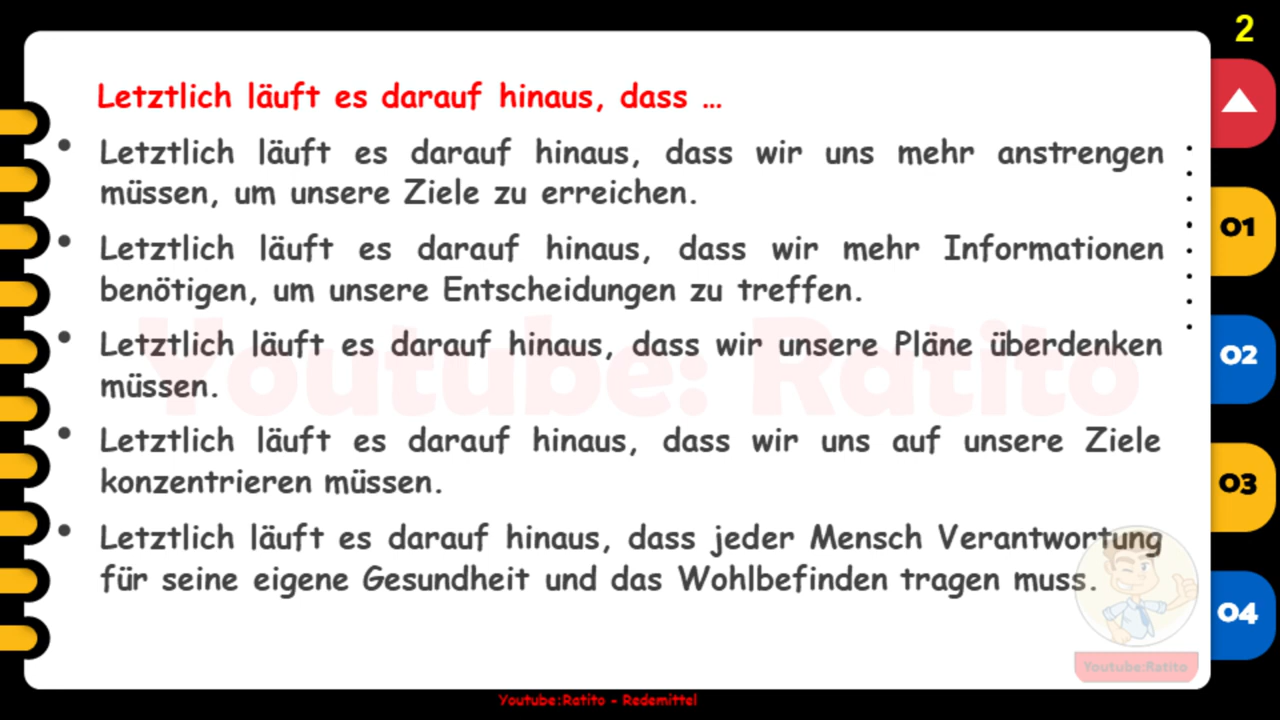 2
Letztlich läuft es darauf hinaus, dass ...
• Letztlich läuft es darauf hinaus, dass wir uns mehr anstrengen
müssen, um unsere Ziele zu erreichen.
• Letztlich läuft es darauf hinaus, dass wir mehr Informationen
benötigen, um unsere Entscheidungen zu treffen.
• Letztlich läuft es darauf hinaus, dass wir unsere Pläne überdenken
müssen.
• Letztlich läuft es darauf hinaus, dass wir uns auf unsere Ziele
konzentrieren müssen.
• Letztlich läuft es darauf hinaus, dass jeder Mensch Verantwortung
für seine eigene Gesundheit und das Wohlbefinden tragen muss.
01
02
03
04
Youtube: Ratito
Youtube:Ratito
Youtube:Ratito - Redemittel